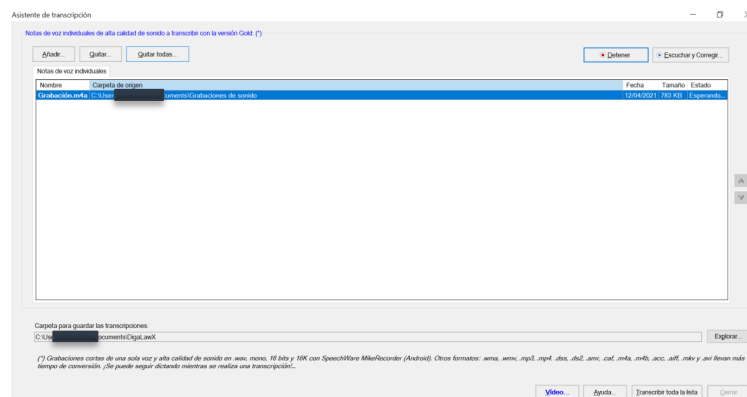 Asistente de transcripción
Notas de voz individuales de alta calidad de sonido a transcribir con la versión Gold: (*)
Añadir... Quitar... Quitar todas... Detener Escuchar y Corregir...
Notas de voz individuales
Nombre Carpeta de origen Fecha Tamaño Estado
Grabación.m4a C:\User uments\Grabaciones de sonido 12/04/2021 783 KB Esperando...
Carpeta para guardar las transcripciones:
C:\Use ocuments\DigaLawX Explorar...
(*) Grabaciones cortas de una sola voz y alta calidad de sonido en .wav, mono, 16 bits y 16K con SpeechWare MikeRecorder (Android). Otros formatos: .wma, .wmv, .mp3, .mp4, .dss, .ds2, .amr, .caf, .m4a, .m4b, .acc, .aiff, .mkv y .avi llevan más
tiempo de conversión. ¡Se puede seguir dictando mientras se realiza una transcripción!...
Vídeo... Ayuda... Transcribir toda la lista Cerrar